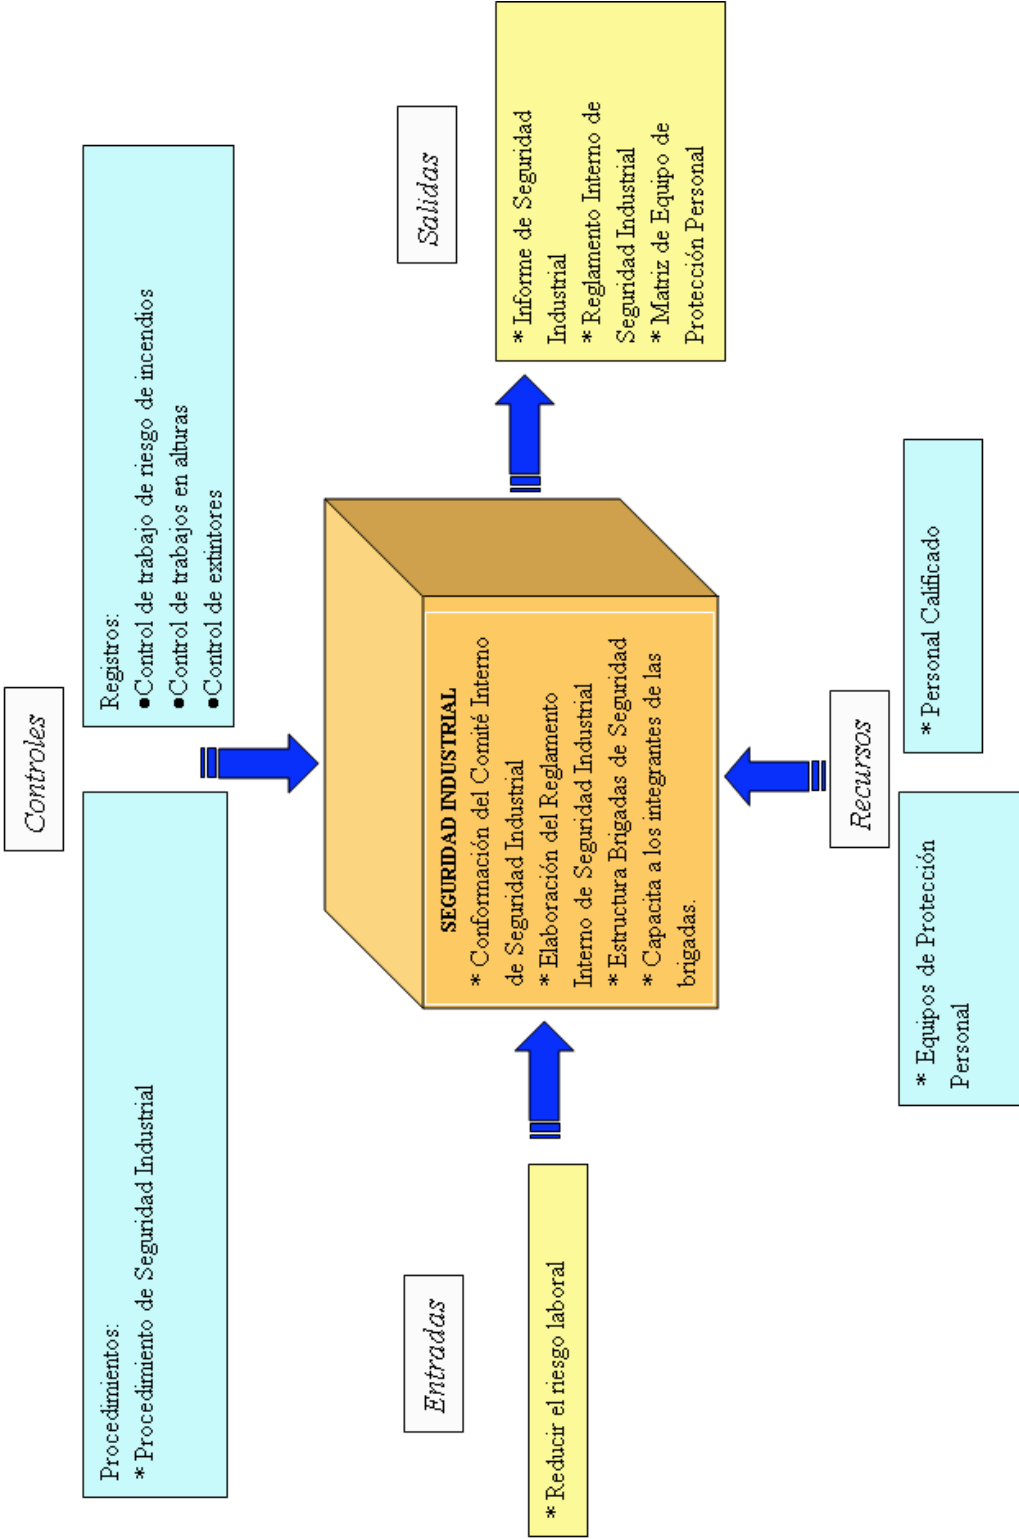 Controles
Procedimientos:
* Procedimiento de Seguridad Industrial
Registros:
●Control de trabajo de riesgo de incendios
●Control de trabajos en alturas
●Control de extintores
Entradas
* Reducir el riesgo laboral
SEGURIDAD INDUSTRIAL
* Conformación del Comité Interno
de Seguridad Industrial
* Elaboración del Reglamento
Interno de Seguridad Industrial
* Estructura Brigadas de Seguridad
* Capacita a los integrantes de las
brigadas.
Salidas
* Informe de Seguridad
Industrial
* Reglamento Interno de
Seguridad Industrial
* Matriz de Equipo de
Protección Personal
Recursos
* Equipos de Protección
Personal
* Personal Calificado